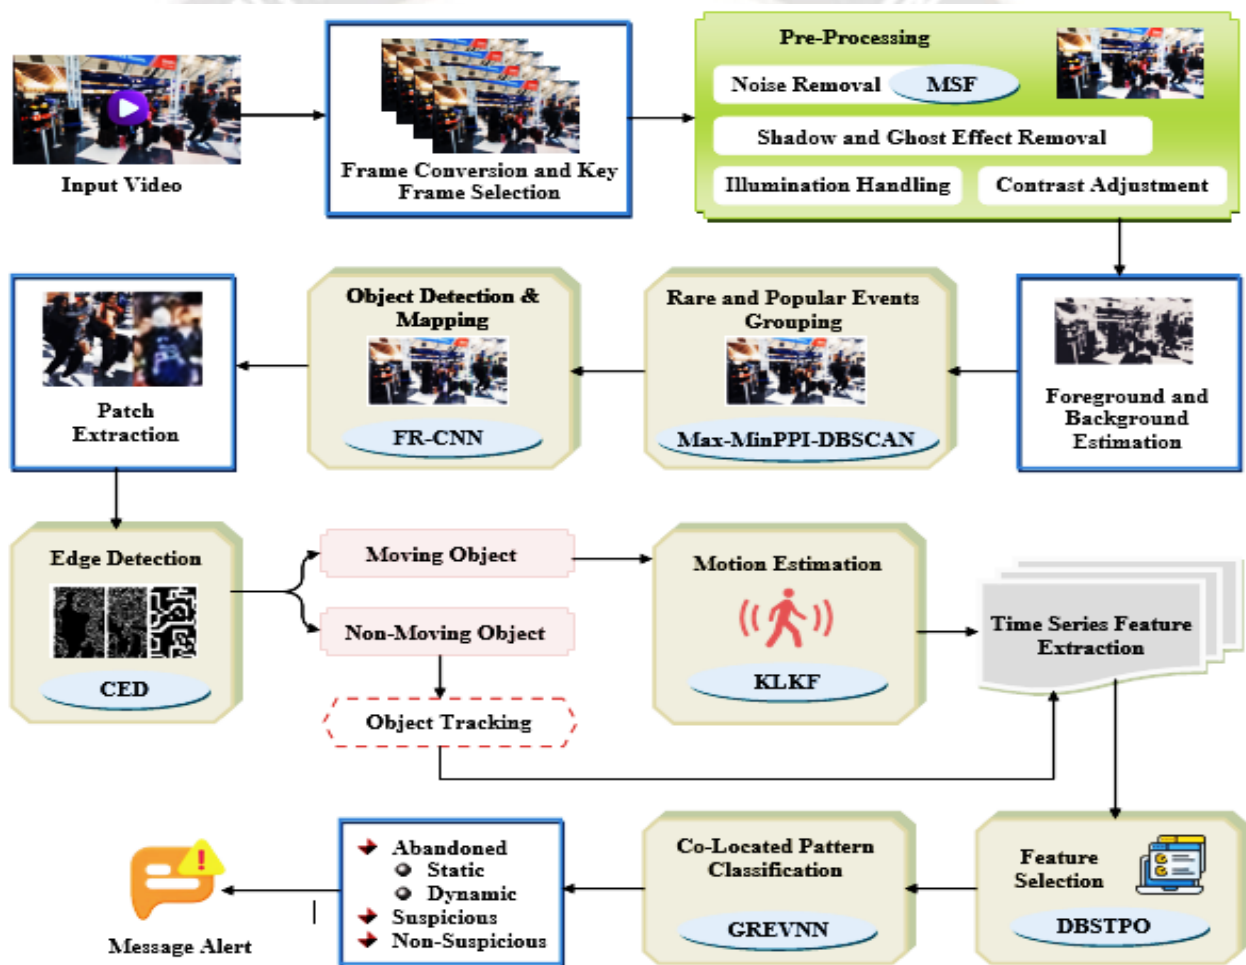 Input Video
Frame Conversion and Key
Frame Selection
Pre-Processing
Noise Removal
MSF
Shadow and Ghost Effect Removal
Illumination Handling
Contrast Adjustment
Foreground and
Background
Estimation
Rare and Popular Events
Grouping
Max-MinPPI-DBSCAN
Object Detection &
Mapping
FR-CNN
Patch
Extraction
Edge Detection
CED
Moving Object
Non-Moving Object
Object Tracking
Motion Estimation
KLKF
Time Series Feature
Extraction
Feature
Selection
DBSTPO
Co-Located Pattern
Classification
GREVNN
Abandoned
Static
Dynamic
Suspicious
Non-Suspicious
Message Alert